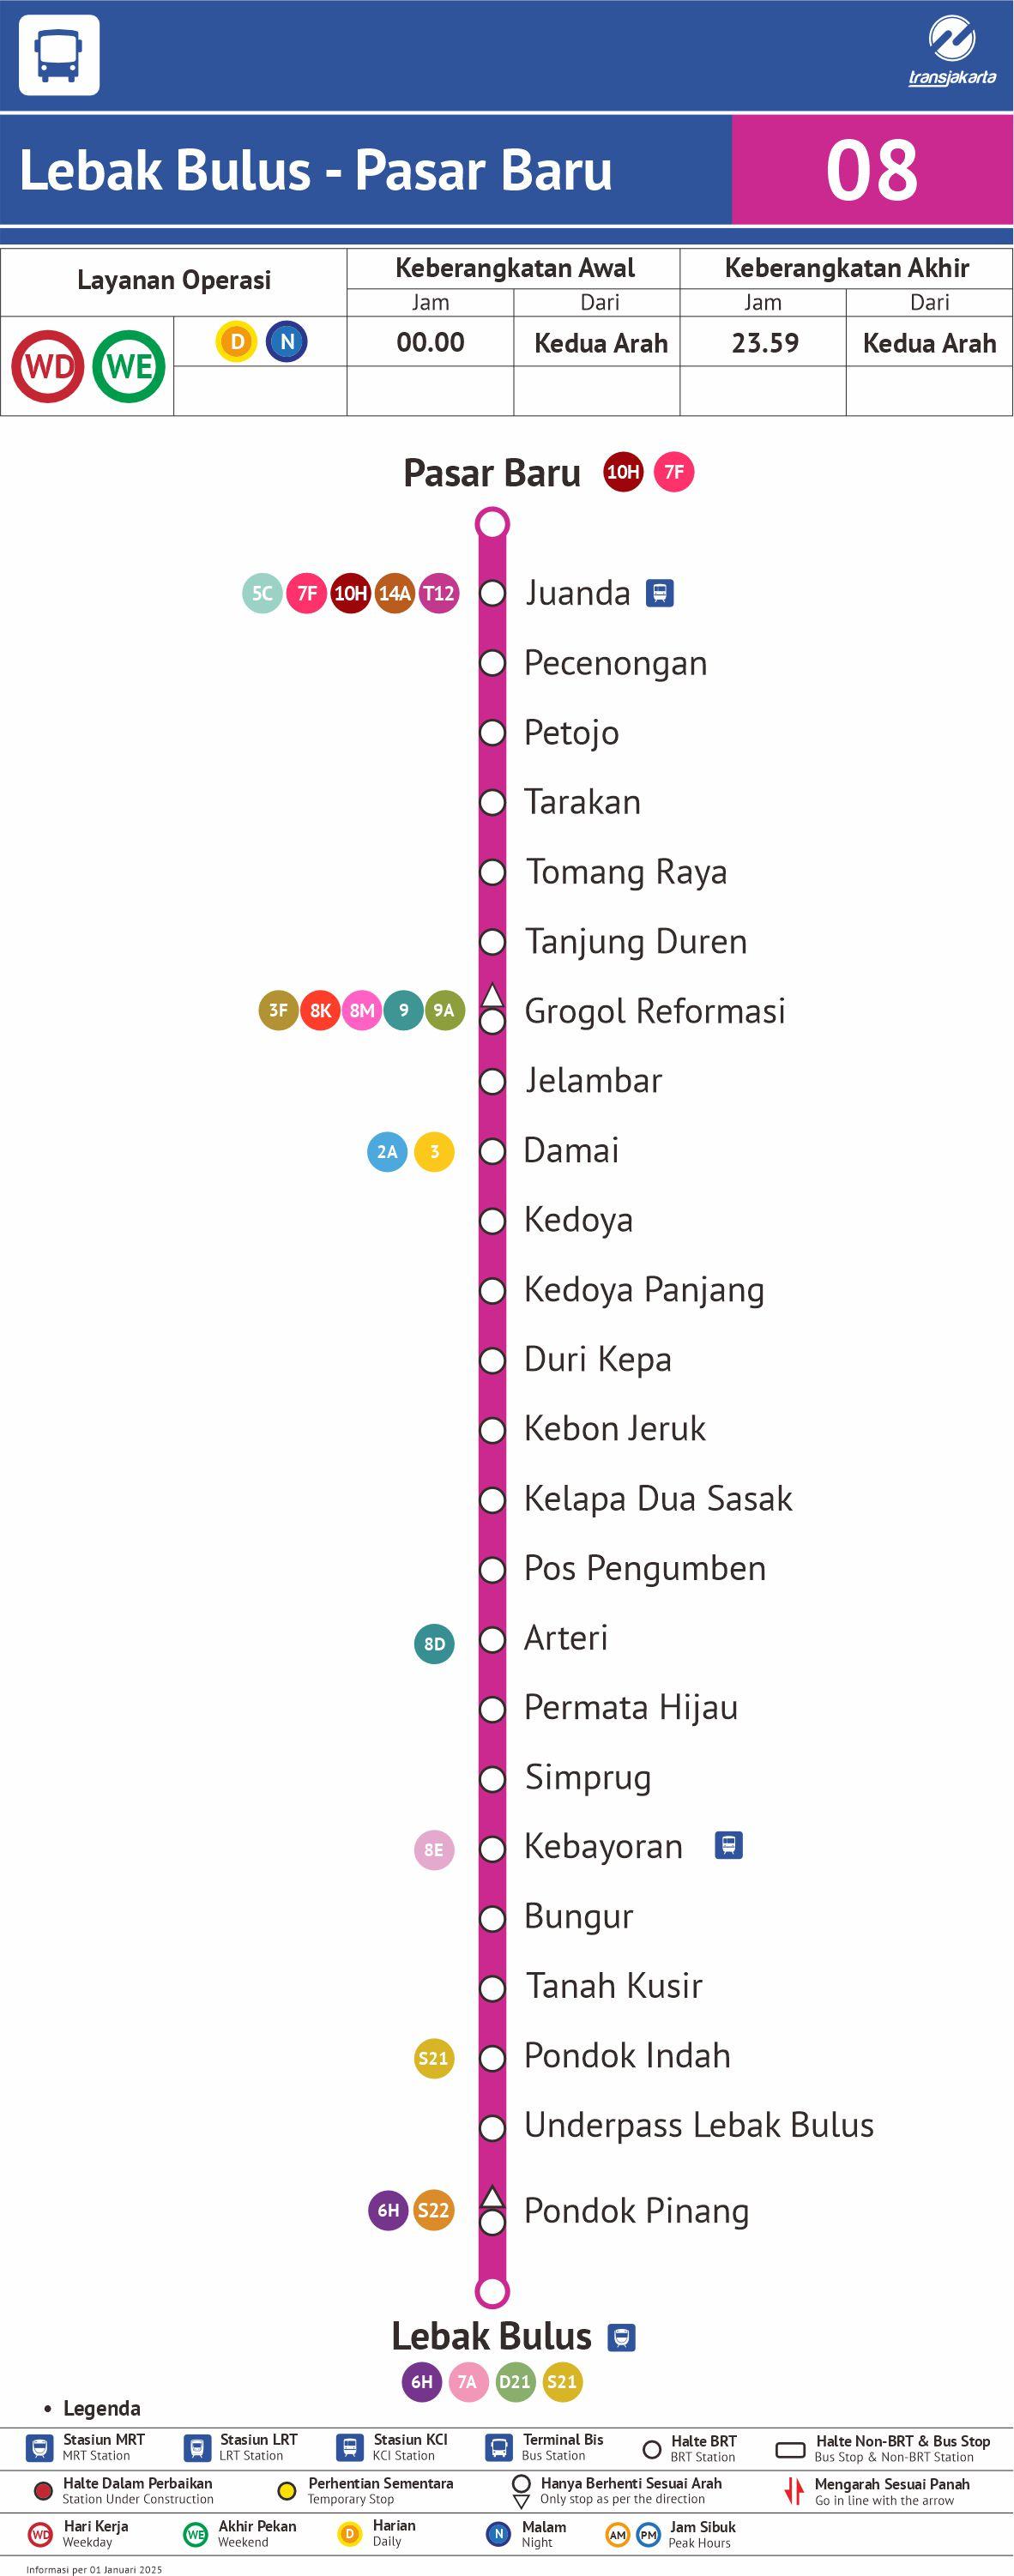 transjakarta
Lebak Bulus - Pasar Baru
08
Layanan Operasi
Keberangkatan Awal
Keberangkatan Akhir
Jam
Dari
Jam
Dari
WD WE
D N
00.00
Kedua Arah
23.59
Kedua Arah
Pasar Baru 10H 7F
5C 7F 10H 14A T12 Juanda
Pecenongan
Petojo
Tarakan
Tomang Raya
Tanjung Duren
3F 8K 8M 9 9A Grogol Reformasi
Jelambar
2A 3 Damai
Kedoya
Kedoya Panjang
Duri Kepa
Kebon Jeruk
Kelapa Dua Sasak
Pos Pengumben
8D Arteri
Permata Hijau
Simprug
8E Kebayoran
Bungur
Tanah Kusir
S21 Pondok Indah
Underpass Lebak Bulus
6H S22 Pondok Pinang
Lebak Bulus
6H 7A D21 S21
• Legenda
Stasiun MRT
MRT Station
Stasiun LRT
LRT Station
Stasiun KCI
KCI Station
Terminal Bis
Bus Station
Halte BRT
BRT Station
Halte Non-BRT & Bus Stop
Bus Stop & Non-BRT Station
Halte Dalam Perbaikan
Station Under Construction
Perhentian Sementara
Temporary Stop
Hanya Berhenti Sesuai Arah
Only stop as per the direction
Mengarah Sesuai Panah
Go in line with the arrow
WD Hari Kerja
Weekday
WE Akhir Pekan
Weekend
D Harian
Daily
N Malam
Night
AM PM Jam Sibuk
Peak Hours
Informasi per 01 Januari 2025